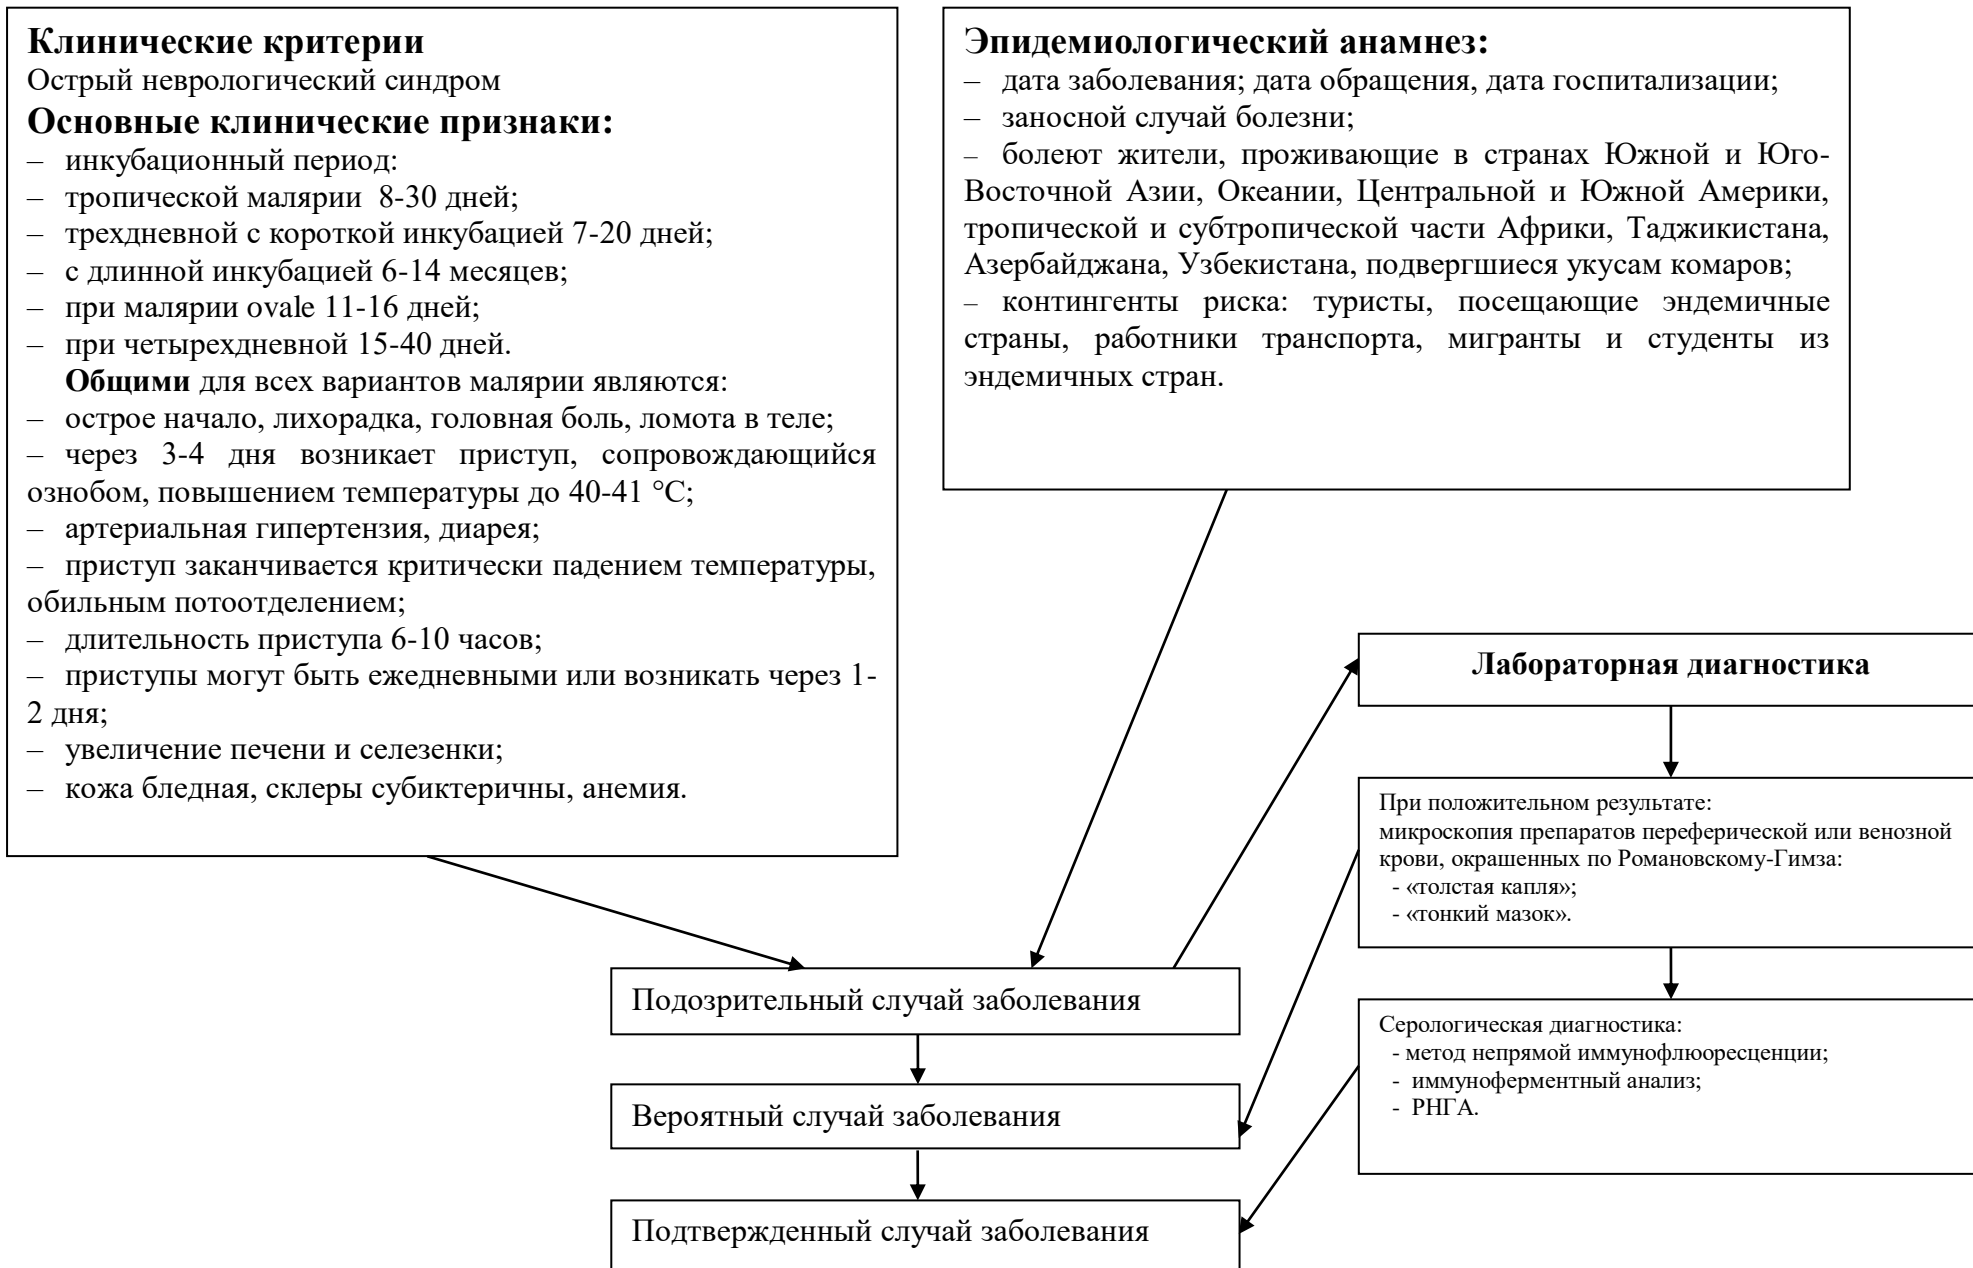 Клинические критерии
Острый неврологический синдром
Основные клинические признаки:
– инкубационный период:
– тропической малярии 8-30 дней;
– трехдневной с короткой инкубацией 7-20 дней;
– с длинной инкубацией 6-14 месяцев;
– при малярии ovale 11-16 дней;
– при четырехдневной 15-40 дней.
Общими для всех вариантов малярии являются:
– острое начало, лихорадка, головная боль, ломота в теле;
– через 3-4 дня возникает приступ, сопровождающийся
ознобом, повышением температуры до 40-41 °С;
– артериальная гипертензия, диарея;
– приступ заканчивается критически падением температуры,
обильным потоотделением;
– длительность приступа 6-10 часов;
– приступы могут быть ежедневными или возникать через 1-
2 дня;
– увеличение печени и селезенки;
– кожа бледная, склеры субиктеричны, анемия.
Эпидемиологический анамнез:
– дата заболевания; дата обращения, дата госпитализации;
– заносной случай болезни;
– болеют жители, проживающие в странах Южной и Юго-
Восточной Азии, Океании, Центральной и Южной Америки,
тропической и субтропической части Африки, Таджикистана,
Азербайджана, Узбекистана, подвергшиеся укусам комаров;
– контингенты риска: туристы, посещающие эндемичные
страны, работники транспорта, мигранты и студенты из
эндемичных стран.
Лабораторная диагностика
При положительном результате:
микроскопия препаратов переферической или венозной
крови, окрашенных по Романовскому-Гимза:
- «толстая капля»;
- «тонкий мазок».
Серологическая диагностика:
- метод непрямой иммунофлюоресценции;
- иммуноферментный анализ;
- РНГА.
Подозрительный случай заболевания
Вероятный случай заболевания
Подтвержденный случай заболевания